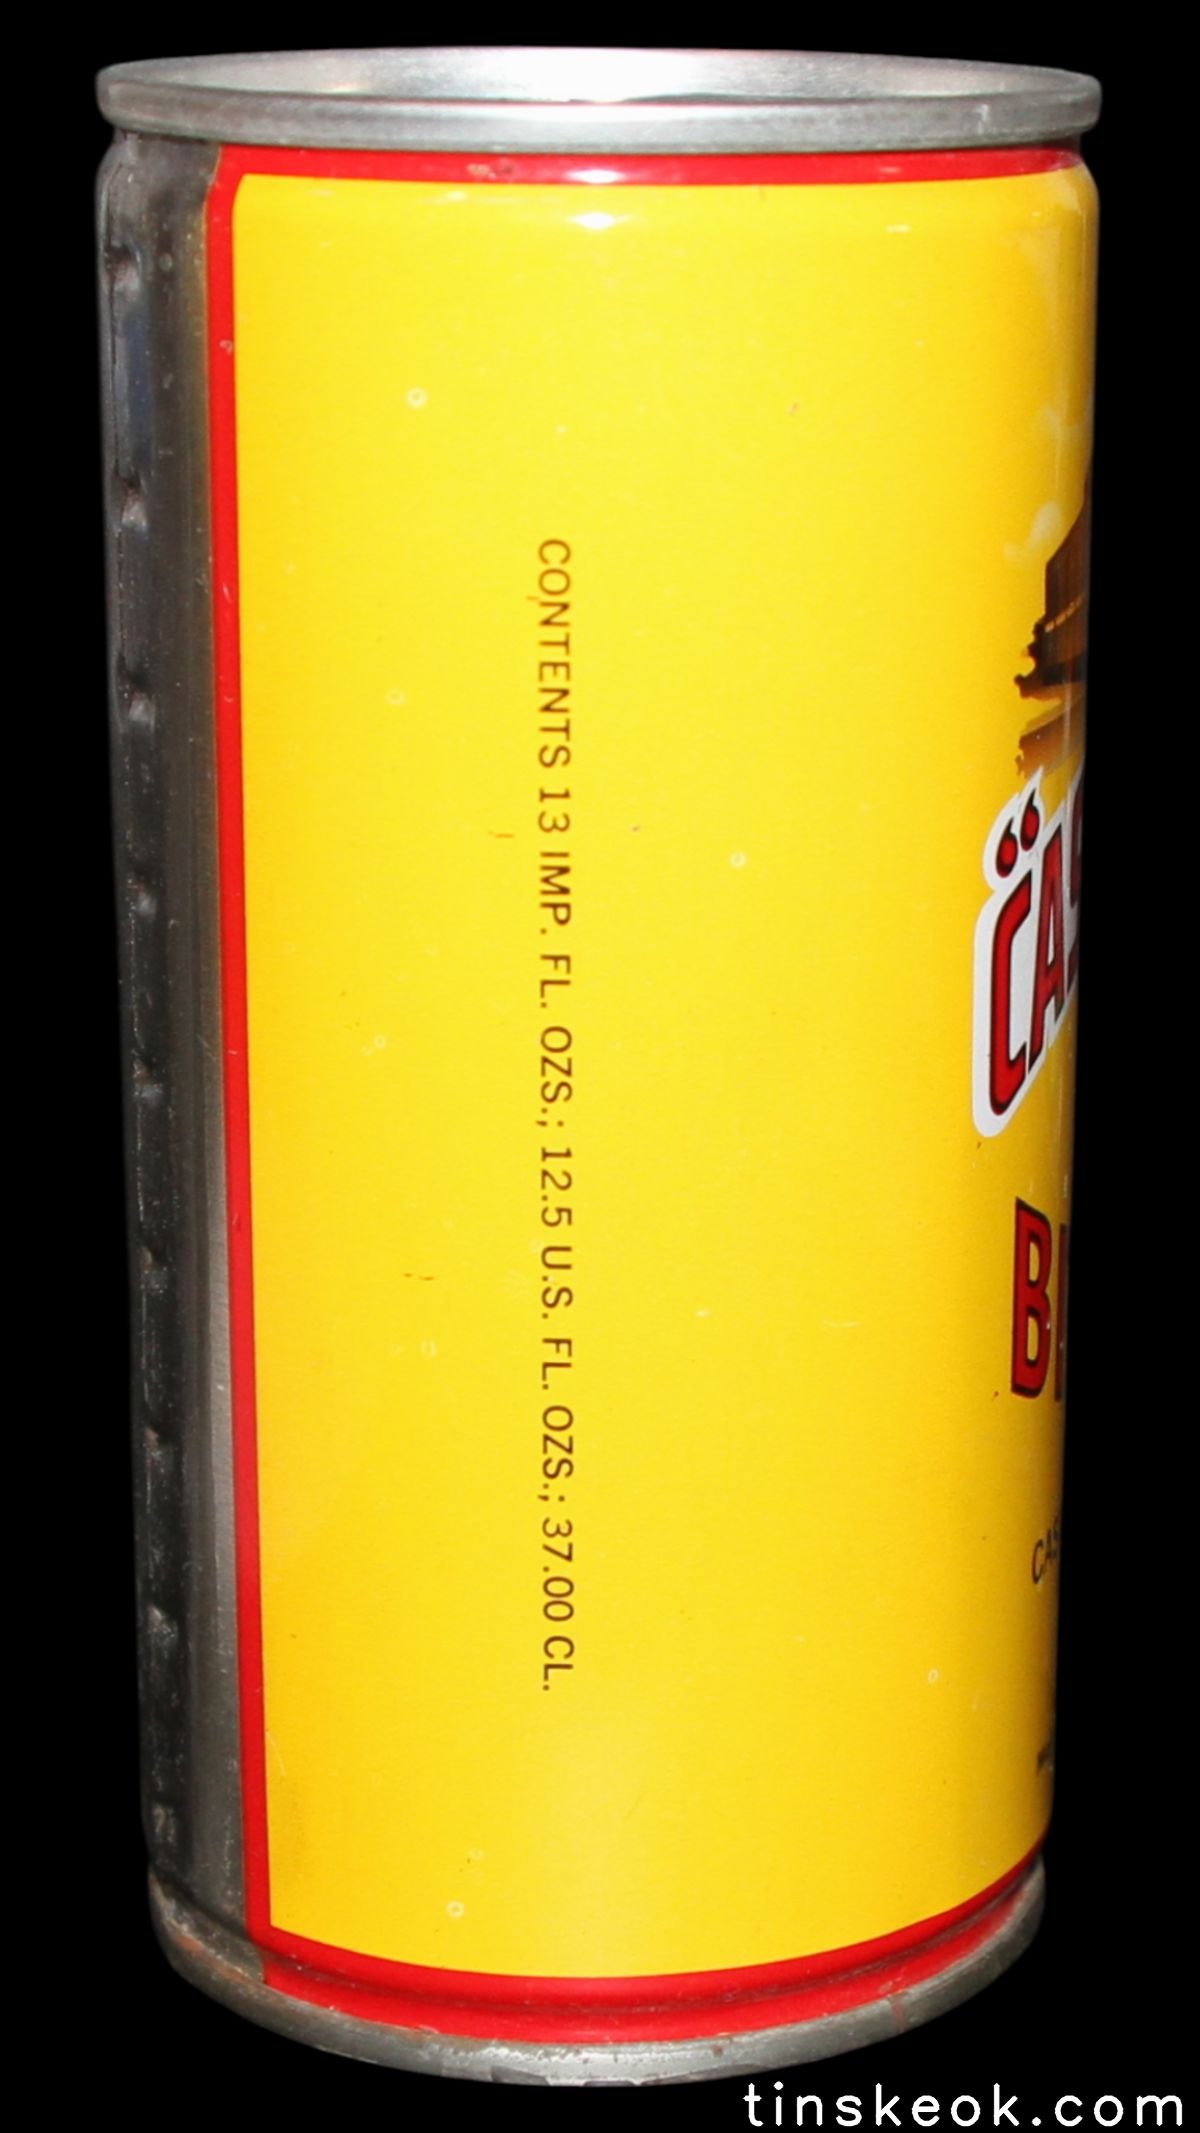 CONTENTS 13 IMP. FL. OZS.; 12.5 U.S. FL. OZS.; 37.00 CL.
tinskeok.com